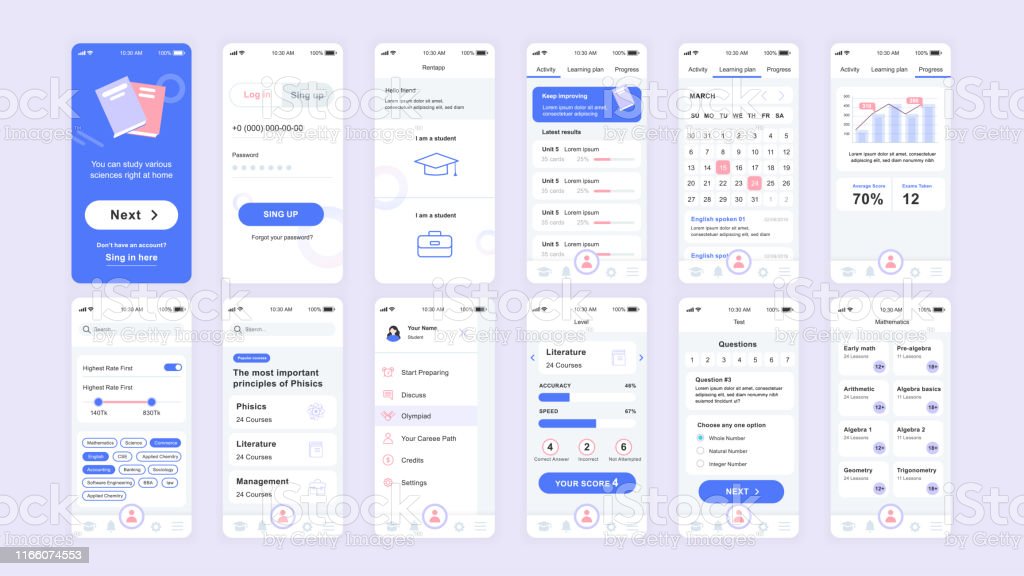 10:30 AM 100%
You can study various
sciences right at home
Next
Don't have an account?
Sing in here
10:30 AM 100%
Log in Sing up
+0 (000) 000-00-00
Password
SING UP
Forgot your password?
10:30 AM 100%
Rentapp
Hello friend
Lorem ipsum dolor sit amet,
consectetuer
I am a student
I am a student
10:30 AM 100%
Activity Learning plan Progress
Keep improving
Lorem ipsum dolor sit
amet, consectetuer
Latest results
Unit 5 Lorem ipsum
35 cards 25%
Unit 5 Lorem ipsum
35 cards 25%
Unit 5 Lorem ipsum
35 cards 25%
Unit 5 Lorem ipsum
35 cards 25%
10:30 AM 100%
Activity Learning plan Progress
MARCH
SU MO TU WE TH FR SA
30 31 1 2 3 4 5
6 7 8 9 10 11 12
13 14 15 16 17 18 19
20 21 22 23 24 25 26
27 28 29 30 31 1 2
English spoken 01
Lorem ipsum dolor sit amet,
consectetuer
English spo
10:30 AM 100%
Activity Learning plan Progress
400
300
200
100
Lorem ipsum dolor sit amet, consectetuer
adipiscing elit, sed diam nonummy nibh
Average Score Exams Taken
70% 12
10:30 AM 100%
Search...
Highest Rate First
Highest Rate First
140Tk 830Tk
Mathematics Science Commerce
English CSE Applied Chemistry
Accounting Banking Sociology
Software Engineering BBA law
Applied Chemistry
10:30 AM 100%
Search...
Popular courses
The most important
principles of Phisics
Phisics
24 Courses
Literature
24 Courses
Management
24 Courses
10:30 AM 100%
Your Name
Student
Start Preparing
Discuss
Olympiad
Your Careee Path
Credits
Settings
10:30 AM 100%
Level
Literature
24 Courses
ACCURACY 46%
SPEED 67%
4 2 6
Correct Answer Incorrect Not Attempted
YOUR SCORE 4
10:30 AM 100%
Test
Questions
1 2 3 4 5 6 7
Question #3
Lorem ipsum dolor sit amet,
consectetuer adipiscing elit, sed diam
nonummy ut?
Choose any one option
Whole Number
Natural Number
Integer Number
NEXT
10:30 AM 100%
Mathematics
Early math Pre-algebra
24 Lessons 11 Lessons
12+ 12+
Arithmetic Algebra basics
24 Lessons 11 Lessons
12+ 18+
Algebra 1 Algebra 2
24 Lessons 11 Lessons
18+ 18+
Geometry Trigonometry
24 Lessons 11 Lessons
18+ 18+
iStock
by Getty Images
1166074553